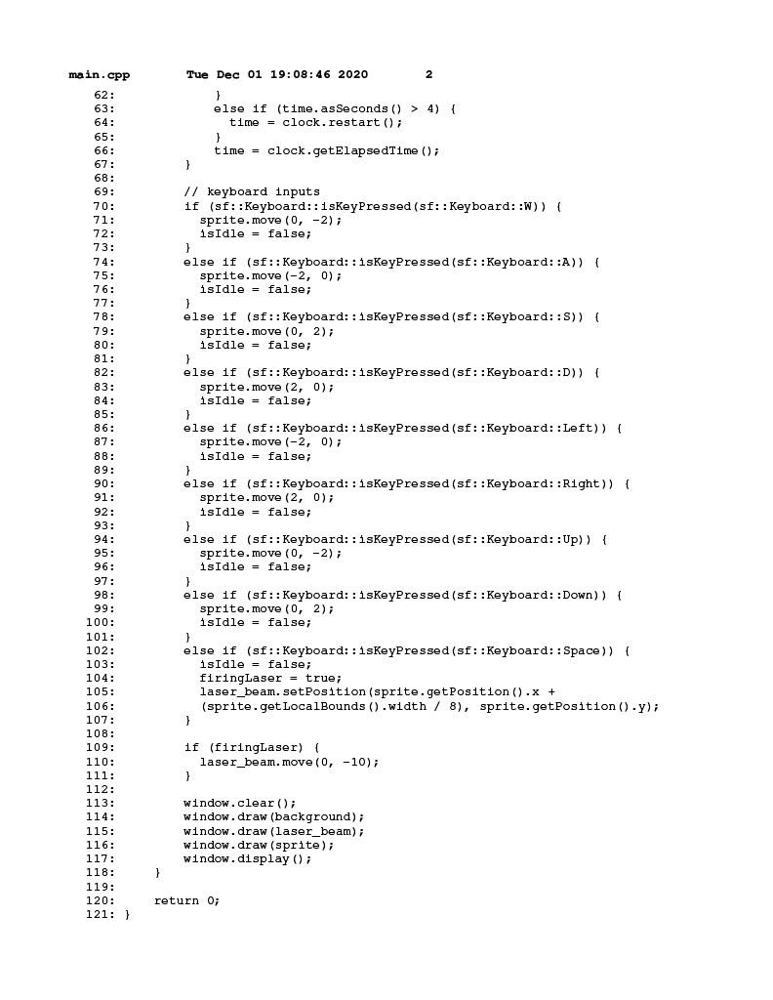 main.cpp        Tue Dec 01 19:08:46 2020        2
   62:             }
   63:             else if (time.asSeconds() > 4) {
   64:               time = clock.restart();
   65:             }
   66:             time = clock.getElapsedTime();
   67:         }
   68:
   69:         // keyboard inputs
   70:         if (sf::Keyboard::isKeyPressed(sf::Keyboard::W)) {
   71:           sprite.move(0, -2);
   72:           isIdle = false;
   73:         }
   74:         else if (sf::Keyboard::isKeyPressed(sf::Keyboard::A)) {
   75:           sprite.move(-2, 0);
   76:           isIdle = false;
   77:         }
   78:         else if (sf::Keyboard::isKeyPressed(sf::Keyboard::S)) {
   79:           sprite.move(0, 2);
   80:           isIdle = false;
   81:         }
   82:         else if (sf::Keyboard::isKeyPressed(sf::Keyboard::D)) {
   83:           sprite.move(2, 0);
   84:           isIdle = false;
   85:         }
   86:         else if (sf::Keyboard::isKeyPressed(sf::Keyboard::Left)) {
   87:           sprite.move(-2, 0);
   88:           isIdle = false;
   89:         }
   90:         else if (sf::Keyboard::isKeyPressed(sf::Keyboard::Right)) {
   91:           sprite.move(2, 0);
   92:           isIdle = false;
   93:         }
   94:         else if (sf::Keyboard::isKeyPressed(sf::Keyboard::Up)) {
   95:           sprite.move(0, -2);
   96:           isIdle = false;
   97:         }
   98:         else if (sf::Keyboard::isKeyPressed(sf::Keyboard::Down)) {
   99:           sprite.move(0, 2);
  100:           isIdle = false;
  101:         }
  102:         else if (sf::Keyboard::isKeyPressed(sf::Keyboard::Space)) {
  103:           isIdle = false;
  104:           firingLaser = true;
  105:           laser_beam.setPosition(sprite.getPosition().x +
  106:           (sprite.getLocalBounds().width / 8), sprite.getPosition().y);
  107:         }
  108:
  109:         if (firingLaser) {
  110:           laser_beam.move(0, -10);
  111:         }
  112:
  113:         window.clear();
  114:         window.draw(background);
  115:         window.draw(laser_beam);
  116:         window.draw(sprite);
  117:         window.display();
  118:     }
  119:
  120:     return 0;
  121: }